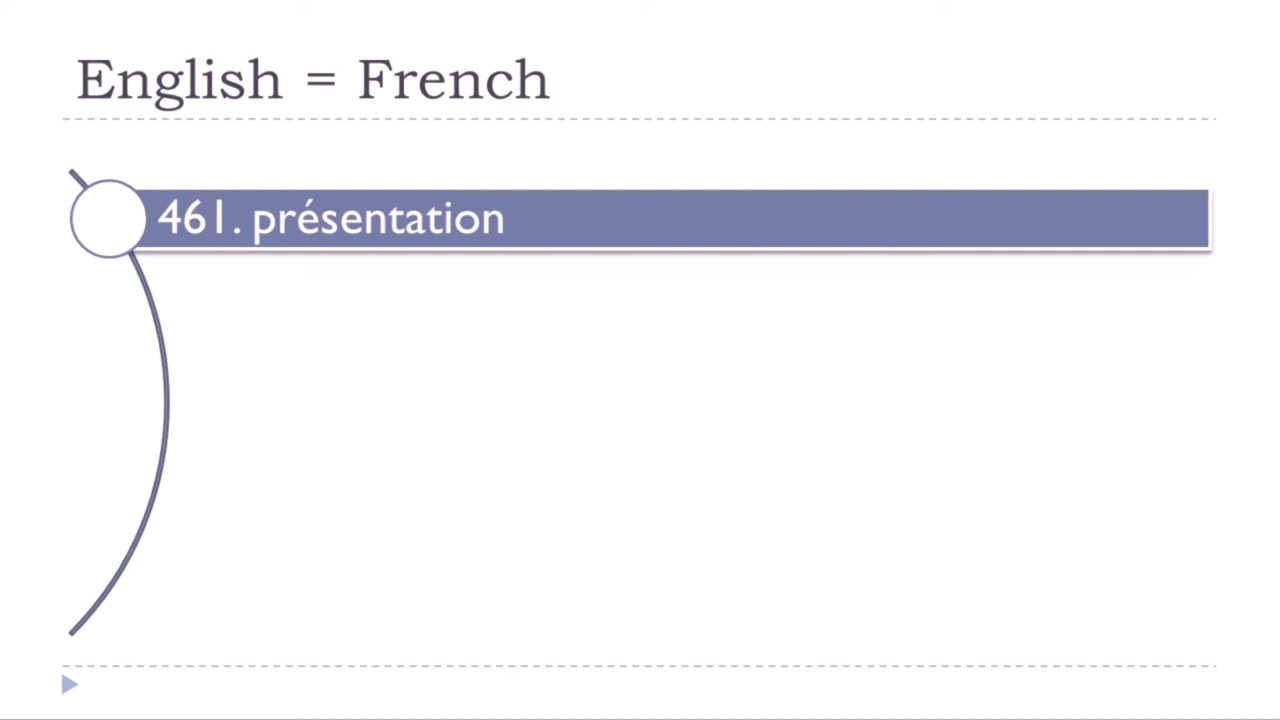 English = French
461. présentation